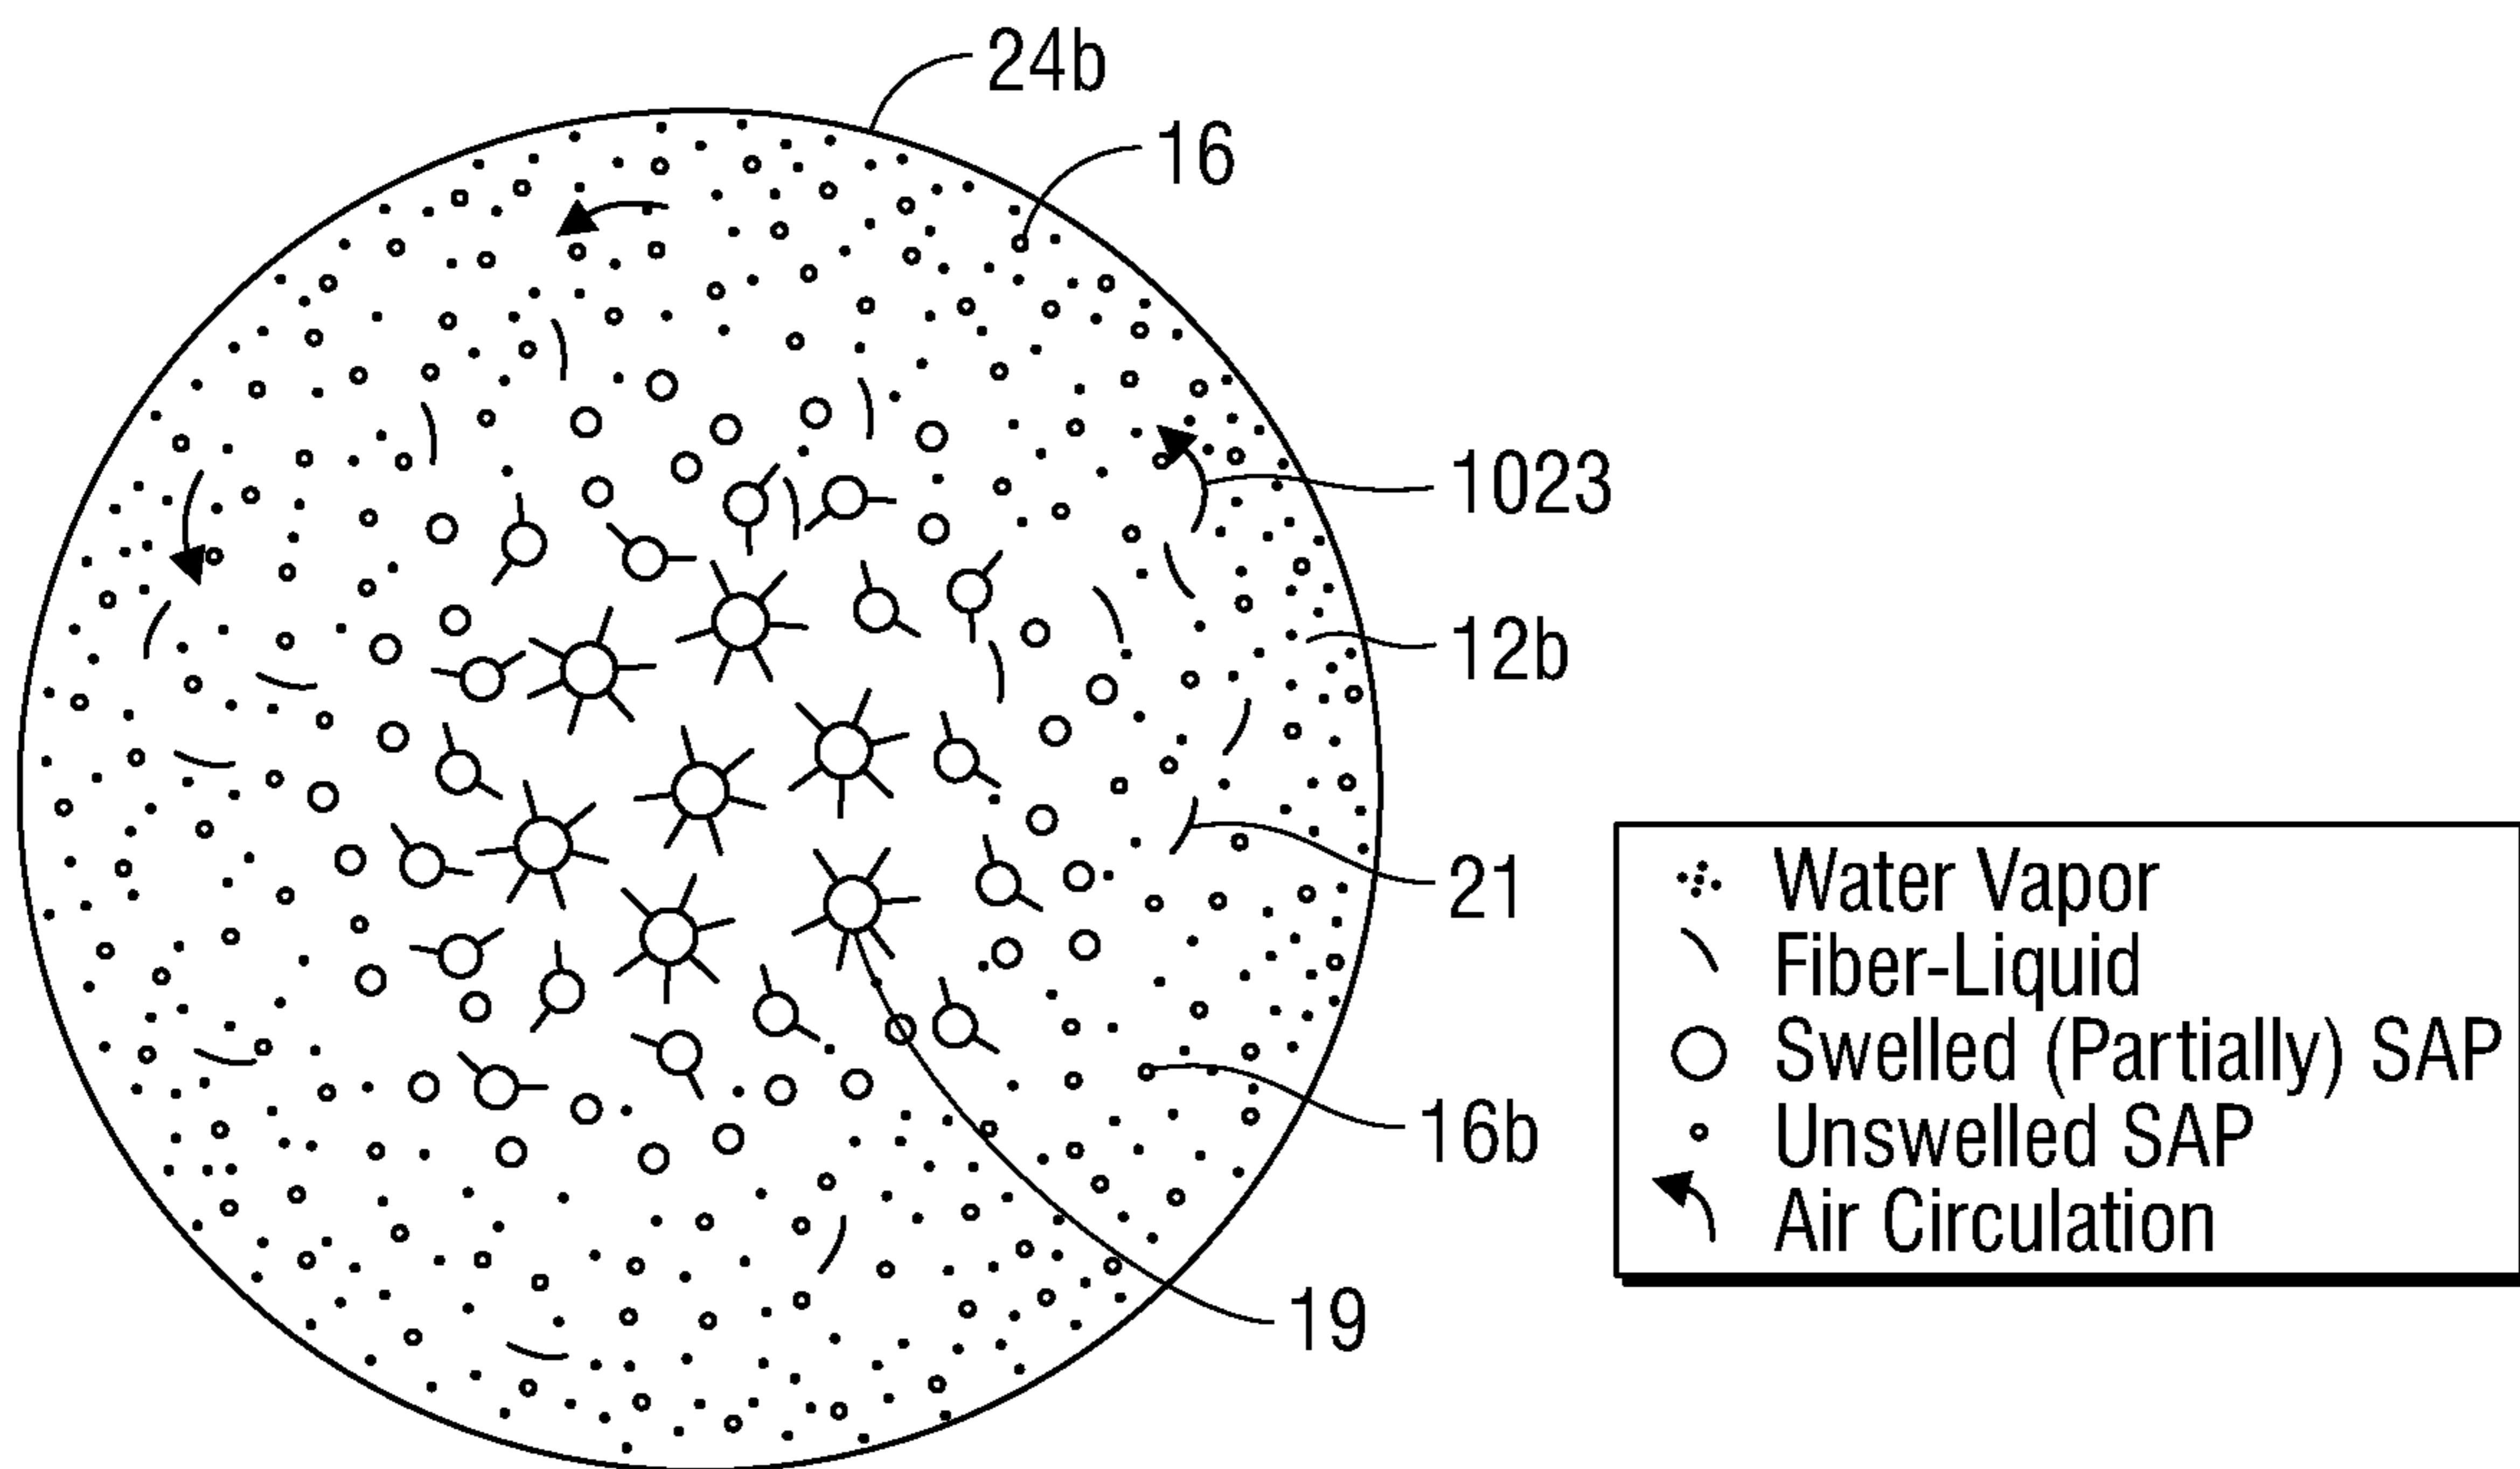 24b
16
1023
12b
21
16b
19
Water Vapor
Fiber-Liquid
Swelled (Partially) SAP
Unswelled SAP
Air Circulation